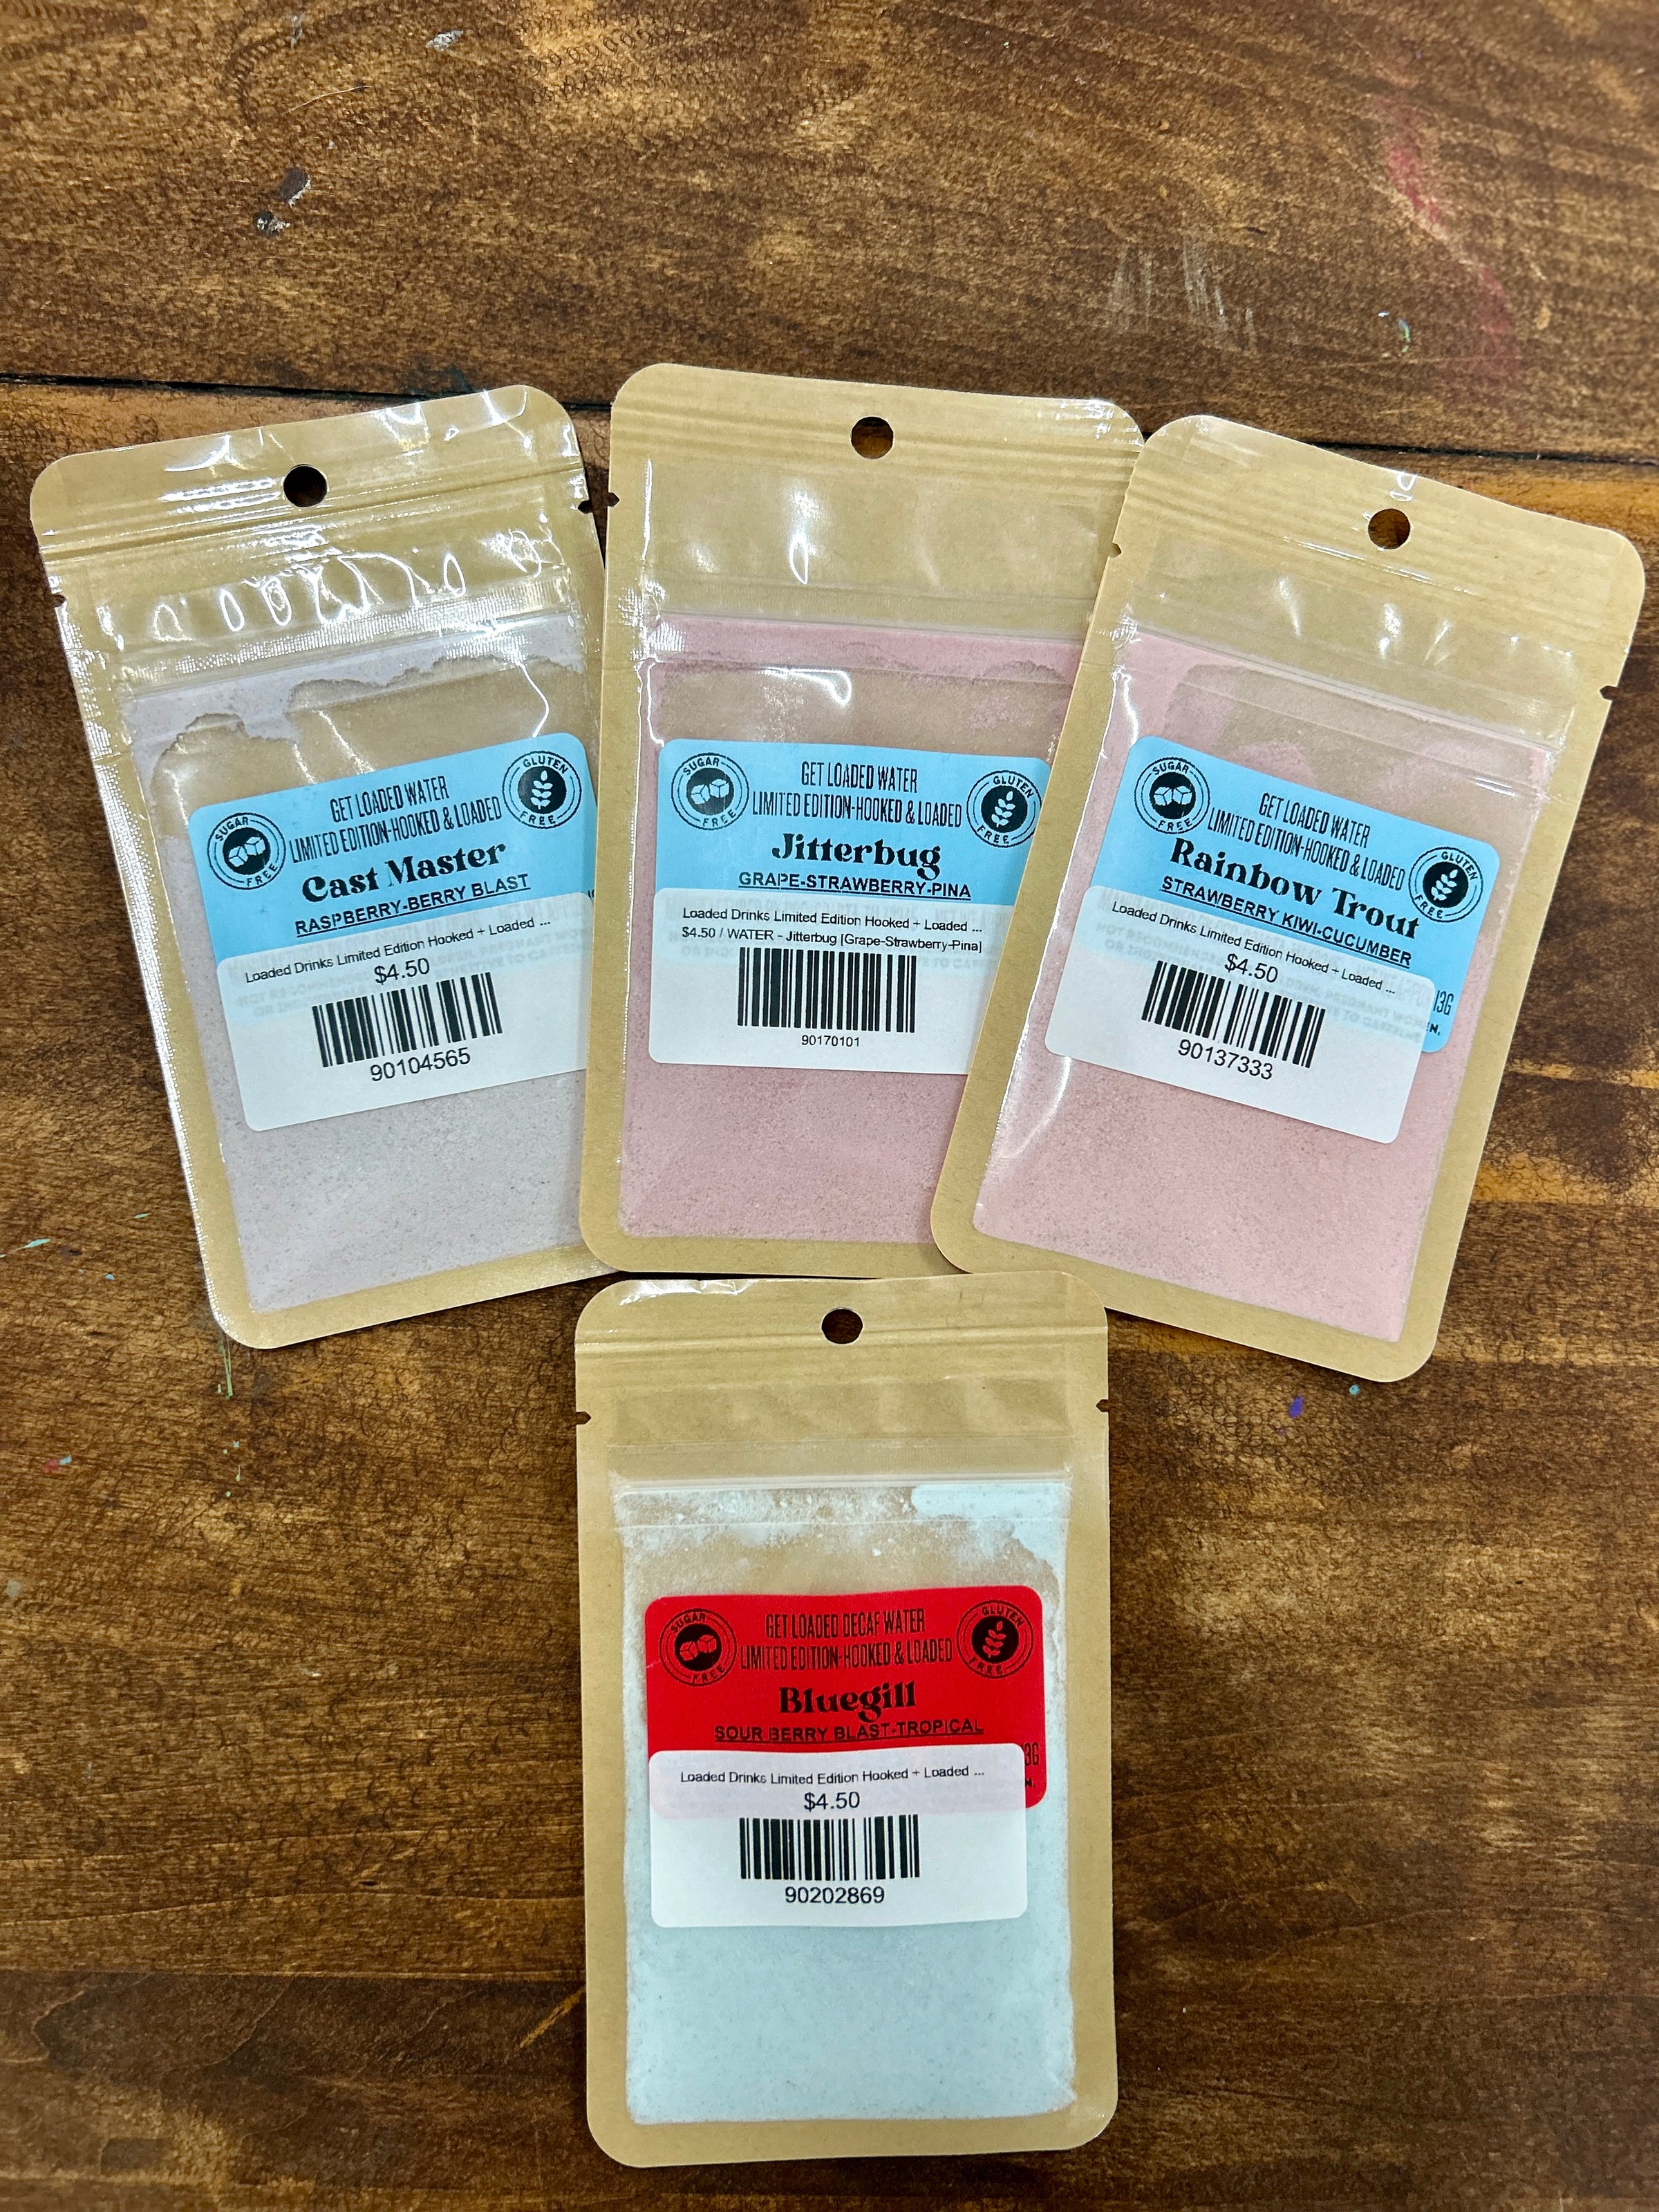 SUGAR FREE
GET LOADED WATER
GLUTEN FREE
LIMITED EDITION-HOOKED & LOADED
Cast Master
RASPBERRY-BERRY BLAST
Loaded Drinks Limited Edition Hooked + Loaded ...
$4.50
90104565
SUGAR FREE
GET LOADED WATER
GLUTEN FREE
LIMITED EDITION-HOOKED & LOADED
Jitterbug
GRAPE-STRAWBERRY-PINA
Loaded Drinks Limited Edition Hooked + Loaded ...
$4.50 / WATER - Jitterbug [Grape-Strawberry-Pina]
90170101
SUGAR FREE
GET LOADED WATER
GLUTEN FREE
LIMITED EDITION-HOOKED & LOADED
Rainbow Trout
STRAWBERRY KIWI-CUCUMBER
Loaded Drinks Limited Edition Hooked + Loaded ...
$4.50
13G
90137333
SUGAR FREE
GET LOADED DECAF WATER
GLUTEN FREE
LIMITED EDITION-HOOKED & LOADED
Bluegill
SOUR BERRY BLAST-TROPICAL
Loaded Drinks Limited Edition Hooked + Loaded ...
$4.50
90202869